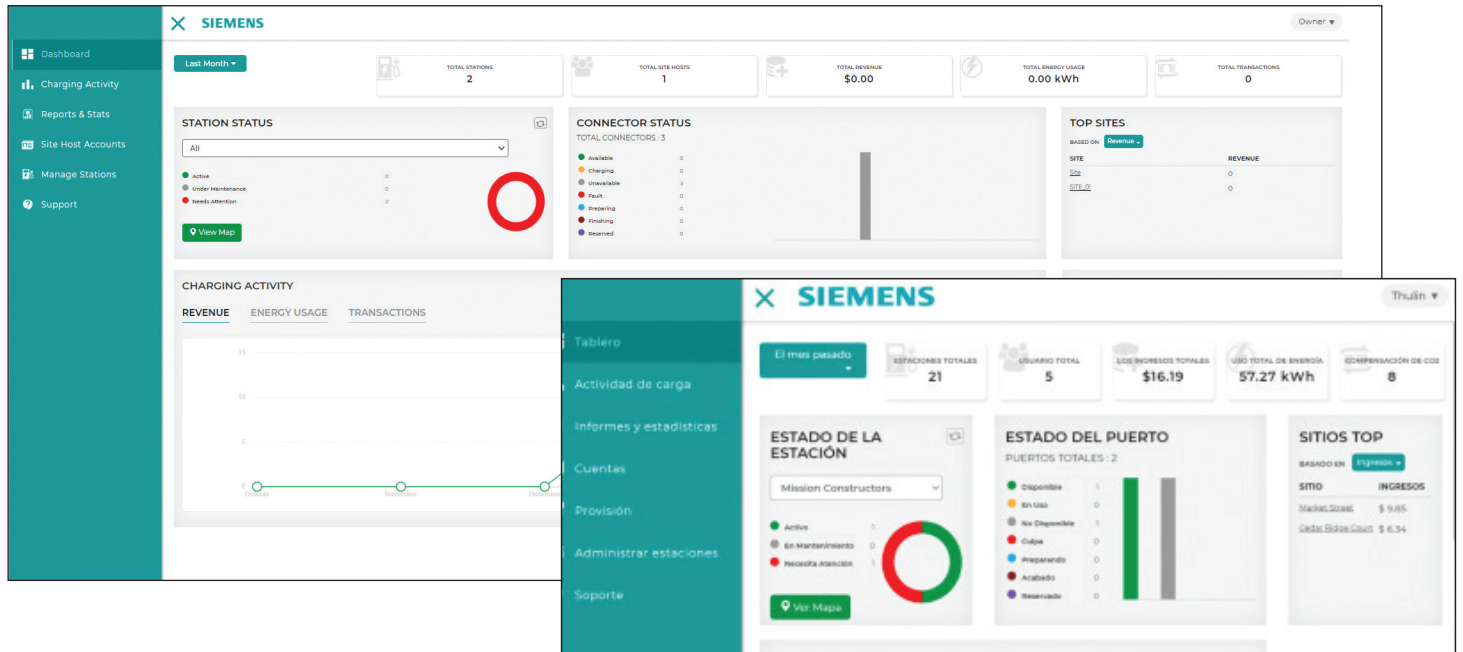 SIEMENS
Owner
Dashboard
Charging Activity
Reports & Stats
Site Host Accounts
Manage Stations
Support
Last Month
TOTAL STATIONS
2
TOTAL SITE HOSTS
1
TOTAL REVENUE
$0.00
TOTAL ENERGY USAGE
0.00 kWh
TOTAL TRANSACTIONS
0
STATION STATUS
All
Active 0
Under Maintenance 0
Needs Attention 2
View Map
CONNECTOR STATUS
TOTAL CONNECTORS : 3
Available 0
Charging 0
Unavailable 3
Fault 0
Preparing 0
Finishing 0
Reserved 0
TOP SITES
BASED ON Revenue
SITE REVENUE
Site 0
SITE_01 0
CHARGING ACTIVITY
REVENUE ENERGY USAGE TRANSACTIONS
15
10
5
0
October November
SIEMENS
Thulin
Tablero
Actividad de carga
Informes y estadísticas
Cuentas
Provisión
Administrar estaciones
Soporte
El mes pasado
ESTACIONES TOTALES
21
USUARIO TOTAL
5
LOS INGRESOS TOTALES
$16.19
USO TOTAL DE ENERGÍA
57.27 kWh
COMPENSACIÓN DE CO2
8
ESTADO DE LA
ESTACIÓN
Mission Constructors
Activo 1
En Mantenimiento 0
Necesita Atención 1
Ver Mapa
ESTADO DEL PUERTO
PUERTOS TOTALES : 2
Disponible 1
En Uso 0
No Disponible 1
Culpa 0
Preparando 0
Acabado 0
Reservado 0
SITIOS TOP
BASADO EN Ingresos
SITIO INGRESOS
Market Street $ 9.85
Cedar Ridge Court $ 6.34